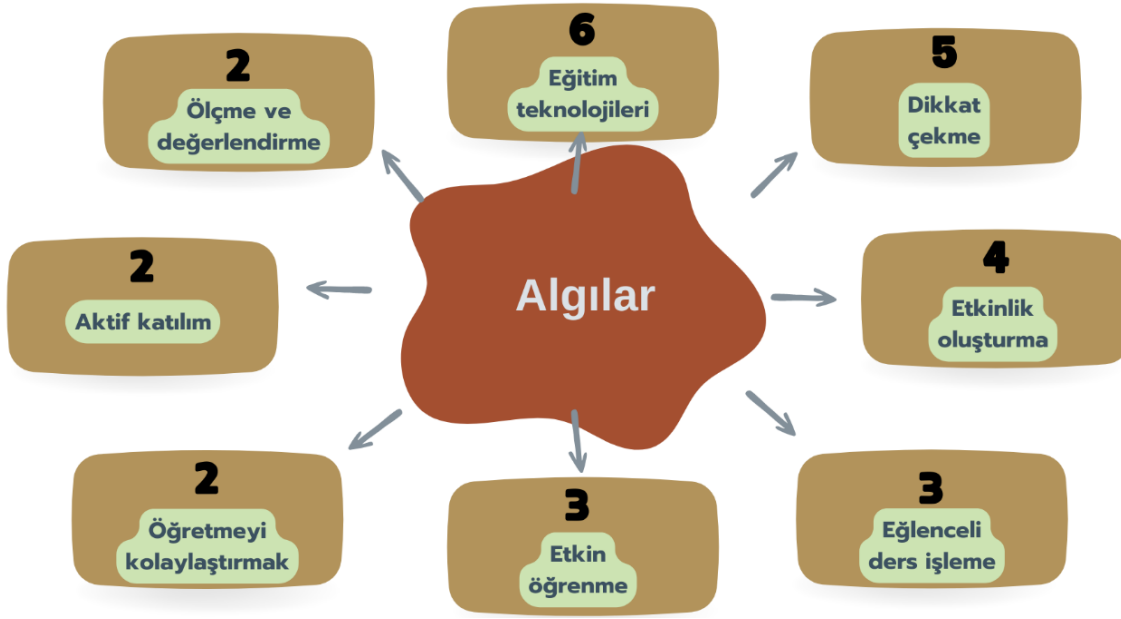 2
Ölçme ve
değerlendirme
6
Eğitim
teknolojileri
5
Dikkat
çekme
2
Aktif katılım
Algılar
4
Etkinlik
oluşturma
2
Öğretmeyi
kolaylaştırmak
3
Etkin
öğrenme
3
Eğlenceli
ders işleme